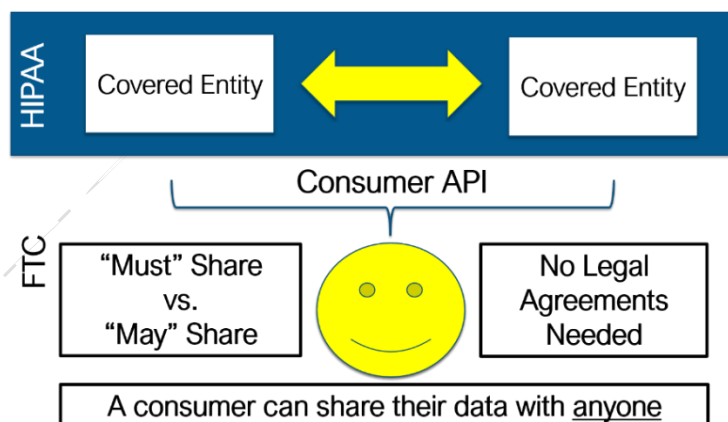 HIPAA
Covered Entity
Covered Entity
Consumer API
FTC
“Must” Share
vs.
“May” Share
No Legal
Agreements
Needed
A consumer can share their data with anyone